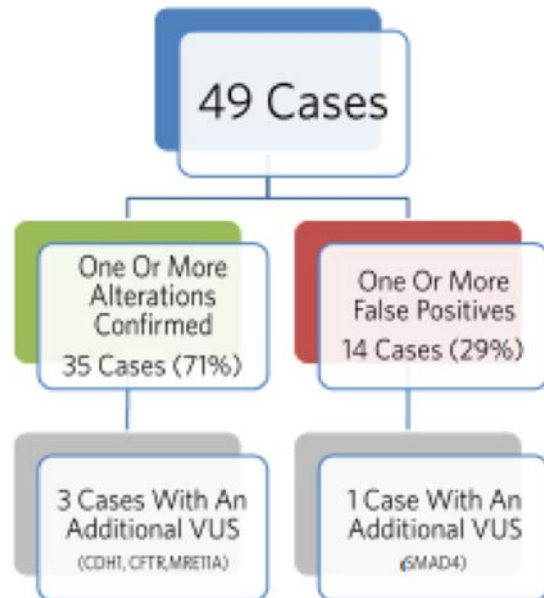 49 Cases
One Or More
Alterations
Confirmed
35 Cases (71%)
One Or More
False Positives
14 Cases (29%)
3 Cases With An
Additional VUS
(CDH1, CFTR,MRE11A)
1 Case With An
Additional VUS
(SMAD4)